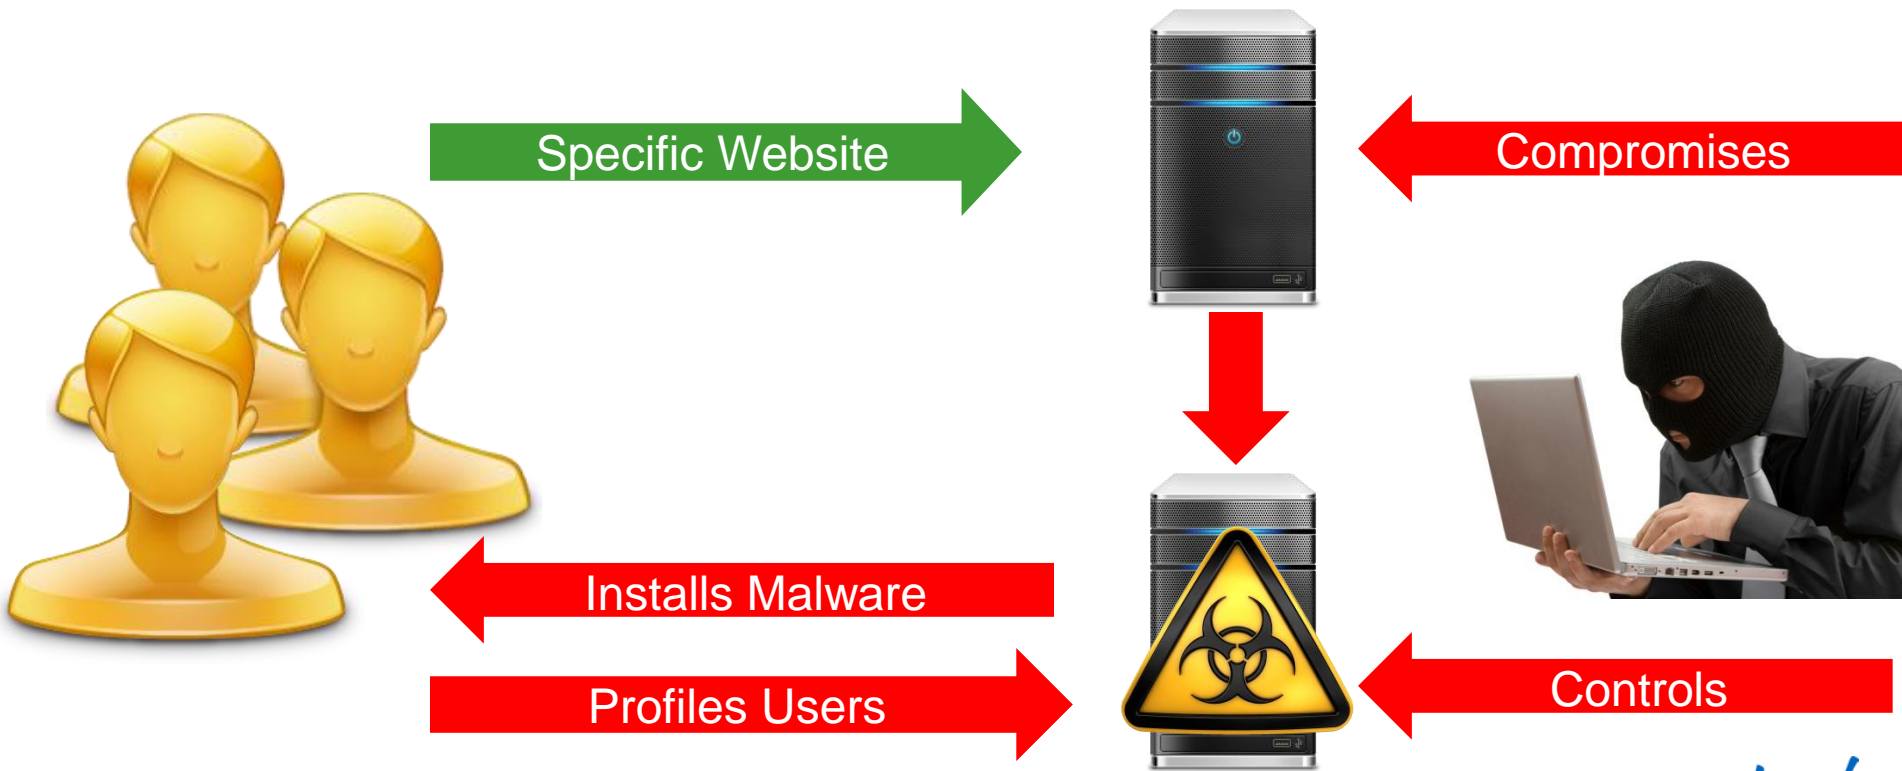 Specific Website
Compromises
Installs Malware
Profiles Users
Controls